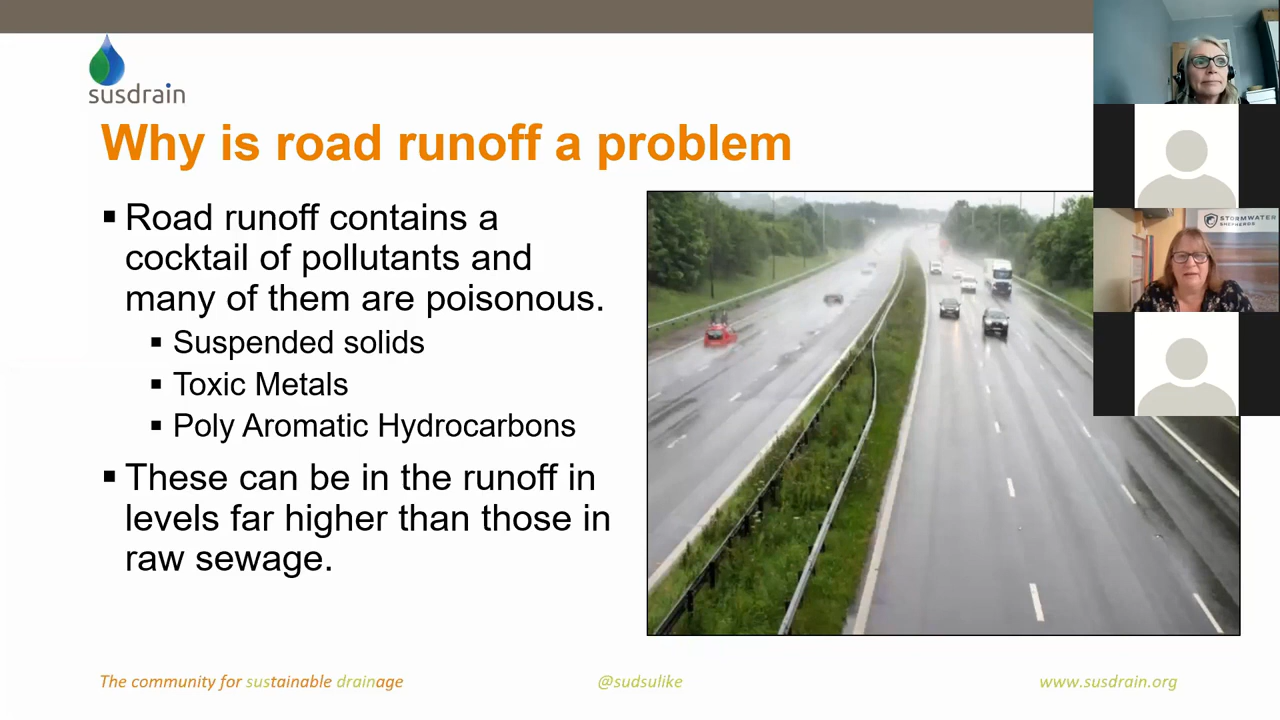 susdrain
Why is road runoff a problem
▪ Road runoff contains a
cocktail of pollutants and
many of them are poisonous.
▪ Suspended solids
▪ Toxic Metals
▪ Poly Aromatic Hydrocarbons
▪ These can be in the runoff in
levels far higher than those in
raw sewage.
STORMWATER
SHEPHERDS
The community for sustainable drainage
@sudsulike
www.susdrain.org